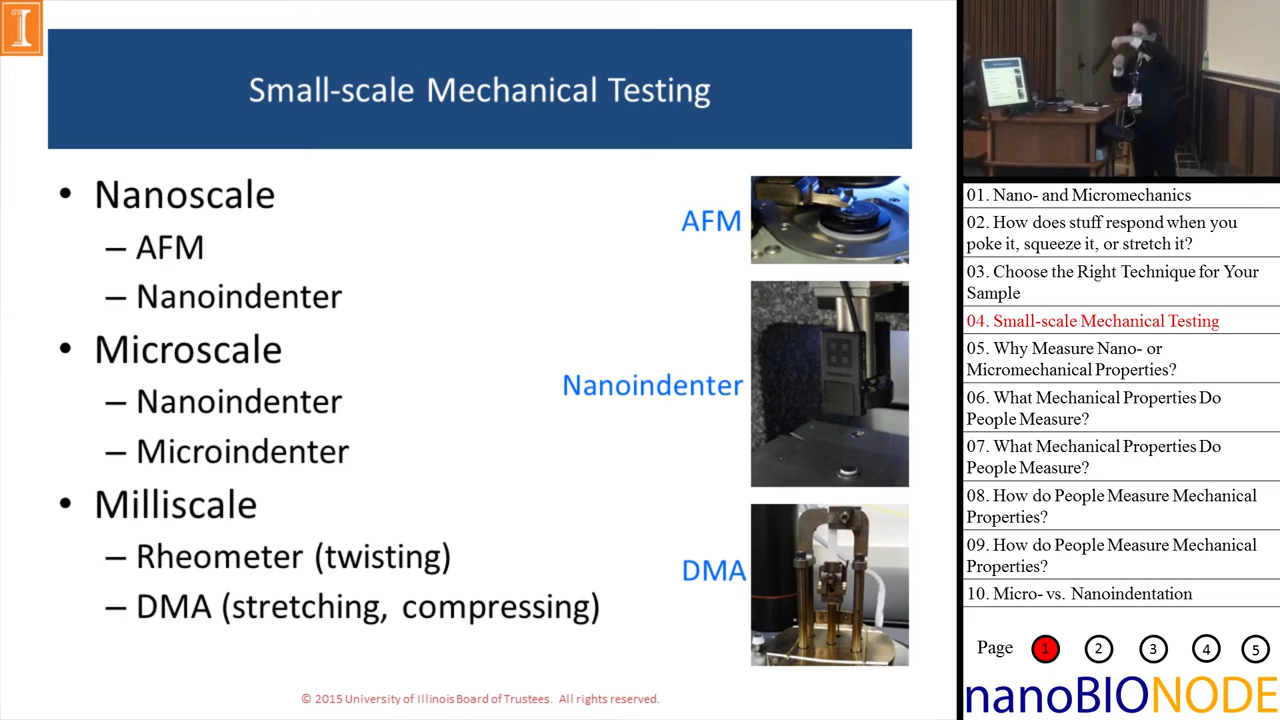 I
Small-scale Mechanical Testing
• Nanoscale
– AFM
– Nanoindenter
• Microscale
– Nanoindenter
– Microindenter
• Milliscale
– Rheometer (twisting)
– DMA (stretching, compressing)
AFM
Nanoindenter
DMA
© 2015 University of IllinoisBoard of Trustees. All rights reserved.
01. Nano- and Micromechanics
02. How does stuff respond when you
poke it, squeeze it, or stretch it?
03. Choose the Right Technique for Your
Sample
04. Small-scale Mechanical Testing
05. Why Measure Nano- or
Micromechanical Properties?
06. What Mechanical Properties Do
People Measure?
07. What Mechanical Properties Do
People Measure?
08. How do People Measure Mechanical
Properties?
09. How do People Measure Mechanical
Properties?
10. Micro- vs. Nanoindentation
Page 1 2 3 4 5
nanoBIONODE